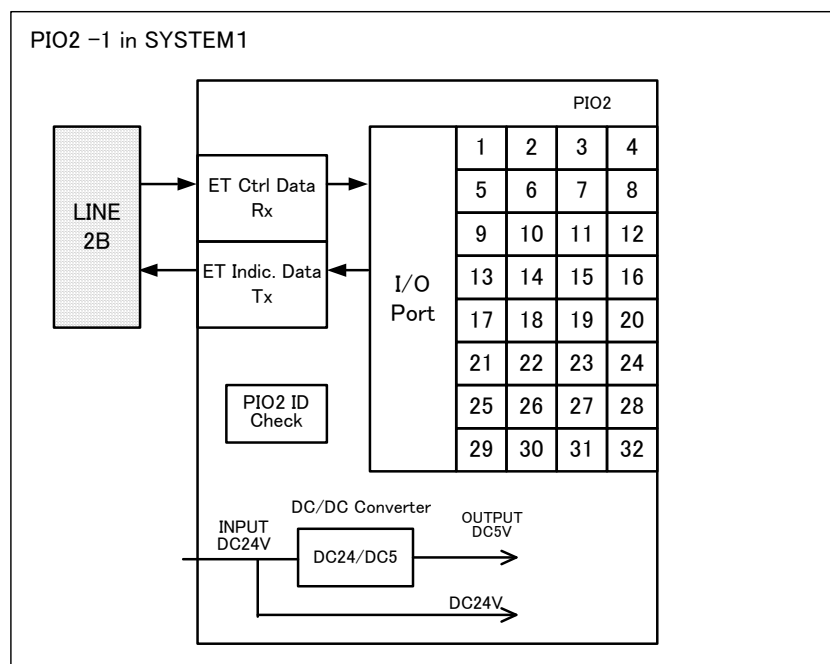 PIO2 -1 in SYSTEM1
PIO2
LINE
2B
ET Ctrl Data
Rx
ET Indic. Data
Tx
I/O
Port
1 2 3 4
5 6 7 8
9 10 11 12
13 14 15 16
17 18 19 20
21 22 23 24
25 26 27 28
29 30 31 32
PIO2 ID
Check
DC/DC Converter
INPUT
DC24V
DC24/DC5
OUTPUT
DC5V
DC24V